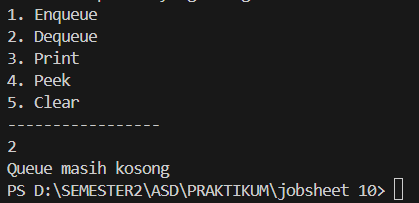 1. Enqueue
2. Dequeue
3. Print
4. Peek
5. Clear
-----------------
2
Queue masih kosong
PS D:\SEMESTER2\ASD\PRAKTIKUM\jobsheet 10>